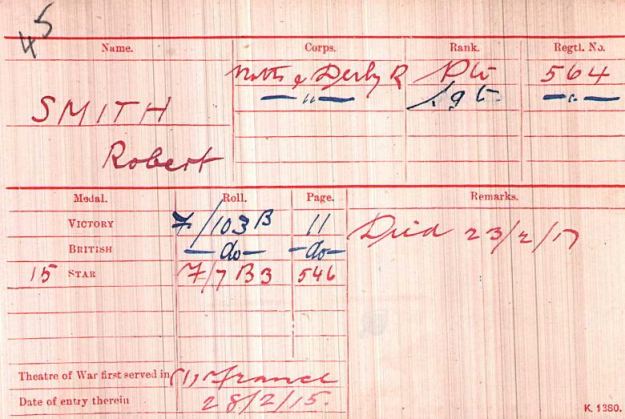 45
Name. Corps. Rank. Regtl. No.
Notts & Derby R Pte 564
SMITH — " — Sgt — " —
Robert
Medal. Roll. Page. Remarks.
VICTORY F/103B 11 Died 23/2/17
BRITISH — do — — do —
15 STAR F/7 B3 546
Theatre of War first served in (1) France
Date of entry therein 28/2/15.
K. 1380.